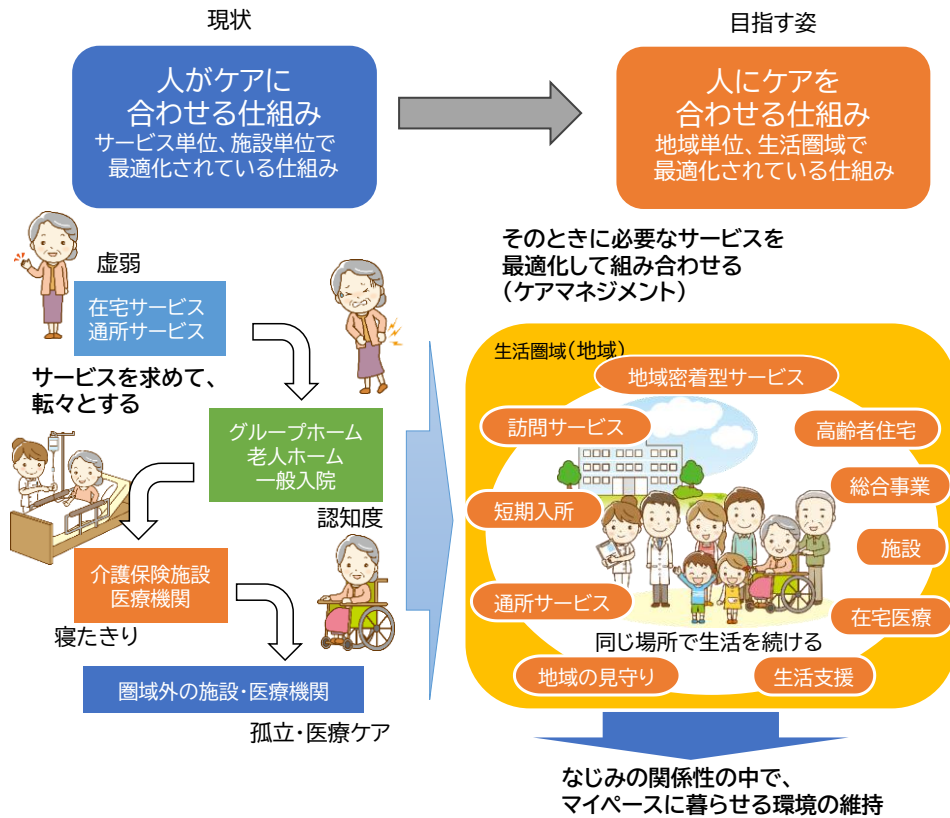 現状
人がケアに
合わせる仕組み
サービス単位、施設単位で
最適化されている仕組み
目指す姿
人にケアを
合わせる仕組み
地域単位、生活圏域で
最適化されている仕組み
虚弱
在宅サービス
通所サービス
サービスを求めて、
転々とする
グループホーム
老人ホーム
一般入院
認知度
介護保険施設
医療機関
寝たきり
圏域外の施設・医療機関
孤立・医療ケア
そのときに必要なサービスを
最適化して組み合わせる
(ケアマネジメント)
生活圏域(地域)
地域密着型サービス
訪問サービス
高齢者住宅
総合事業
短期入所
施設
通所サービス
在宅医療
同じ場所で生活を続ける
地域の見守り
生活支援
なじみの関係性の中で、
マイペースに暮らせる環境の維持